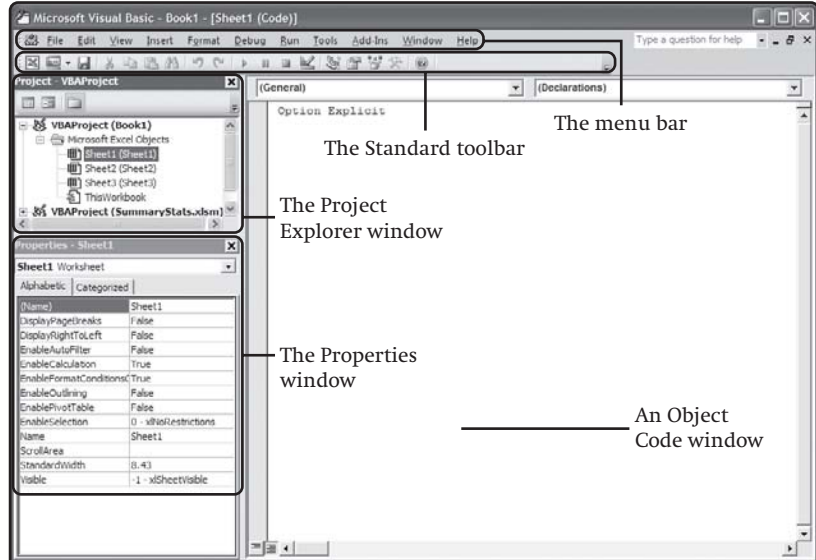 Microsoft Visual Basic - Book1 - [Sheet1 (Code)]
File Edit View Insert Format Debug Run Tools Add-Ins Window Help
Type a question for help
Project - VBAProject
(General)
(Declarations)
VBAProject (Book1)
Microsoft Excel Objects
Sheet1 (Sheet1)
Sheet2 (Sheet2)
Sheet3 (Sheet3)
ThisWorkbook
VBAProject (SummaryStats.xlsm)
Option Explicit
The menu bar
The Standard toolbar
The Project
Explorer window
Properties - Sheet1
Sheet1 Worksheet
Alphabetic Categorized
(Name) Sheet1
DisplayPageBreaks False
DisplayRightToLeft False
EnableAutoFilter False
EnableCalculation True
EnableFormatConditionsC True
EnableOutlining False
EnablePivotTable False
EnableSelection 0 - xlNoRestrictions
Name Sheet1
ScrollArea
StandardWidth 8.43
Visible -1 - xlSheetVisible
The Properties
window
An Object
Code window